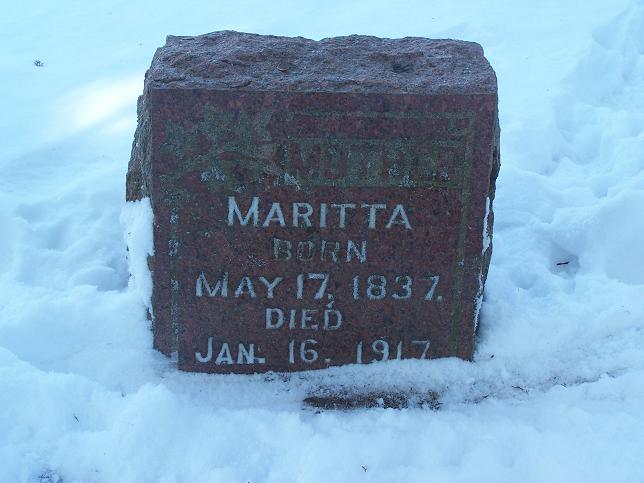 MOTHER
MARITTA
BORN
MAY 17, 1837.
DIED
JAN. 16. 1917.